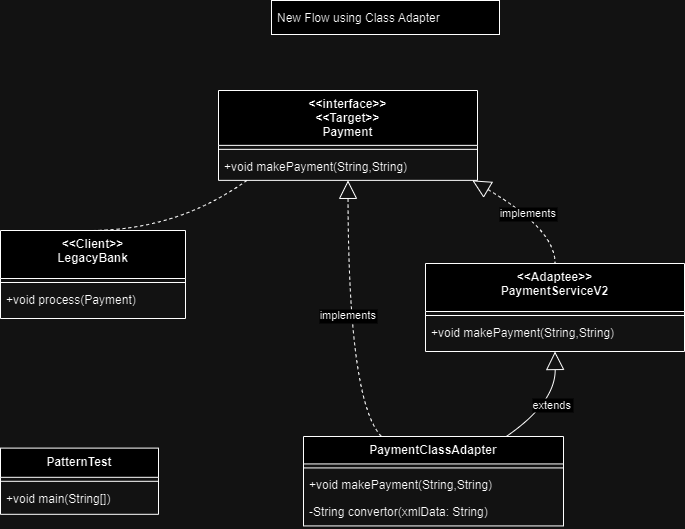 New Flow using Class Adapter
<<interface>>
<<Target>>
Payment
+void makePayment(String,String)
implements
<<Client>>
LegacyBank
+void process(Payment)
<<Adaptee>>
PaymentServiceV2
+void makePayment(String,String)
implements
extends
PaymentClassAdapter
+void makePayment(String,String)
-String convertor(xmlData: String)
PatternTest
+void main(String[])